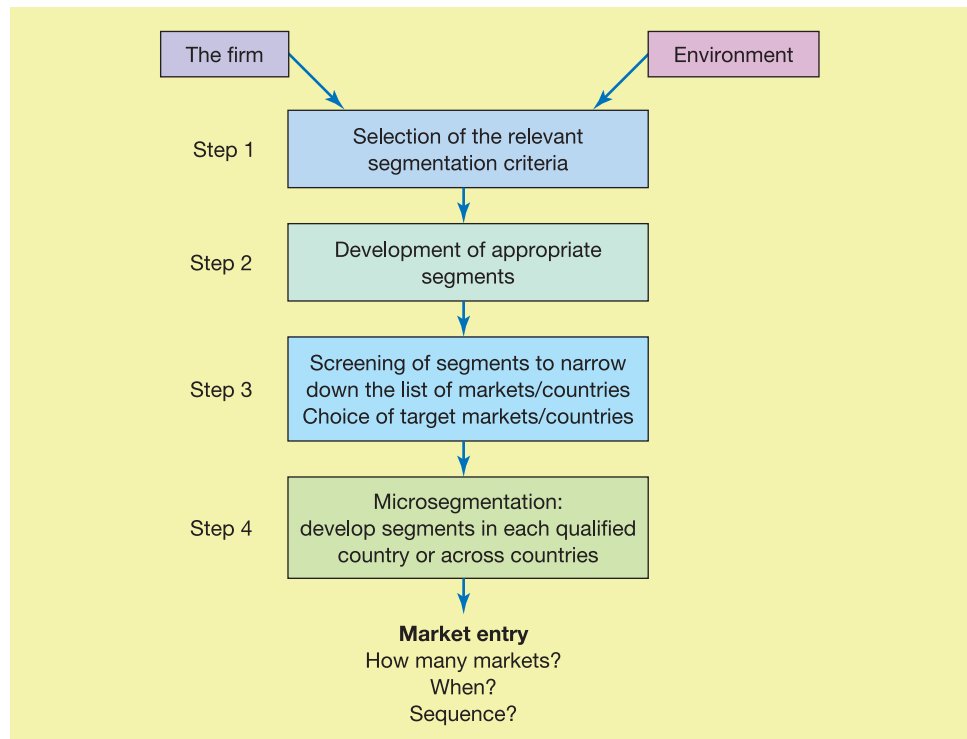 The firm
Environment
Step 1
Selection of the relevant
segmentation criteria
Step 2
Development of appropriate
segments
Step 3
Screening of segments to narrow
down the list of markets/countries
Choice of target markets/countries
Step 4
Microsegmentation:
develop segments in each qualified
country or across countries
Market entry
How many markets?
When?
Sequence?